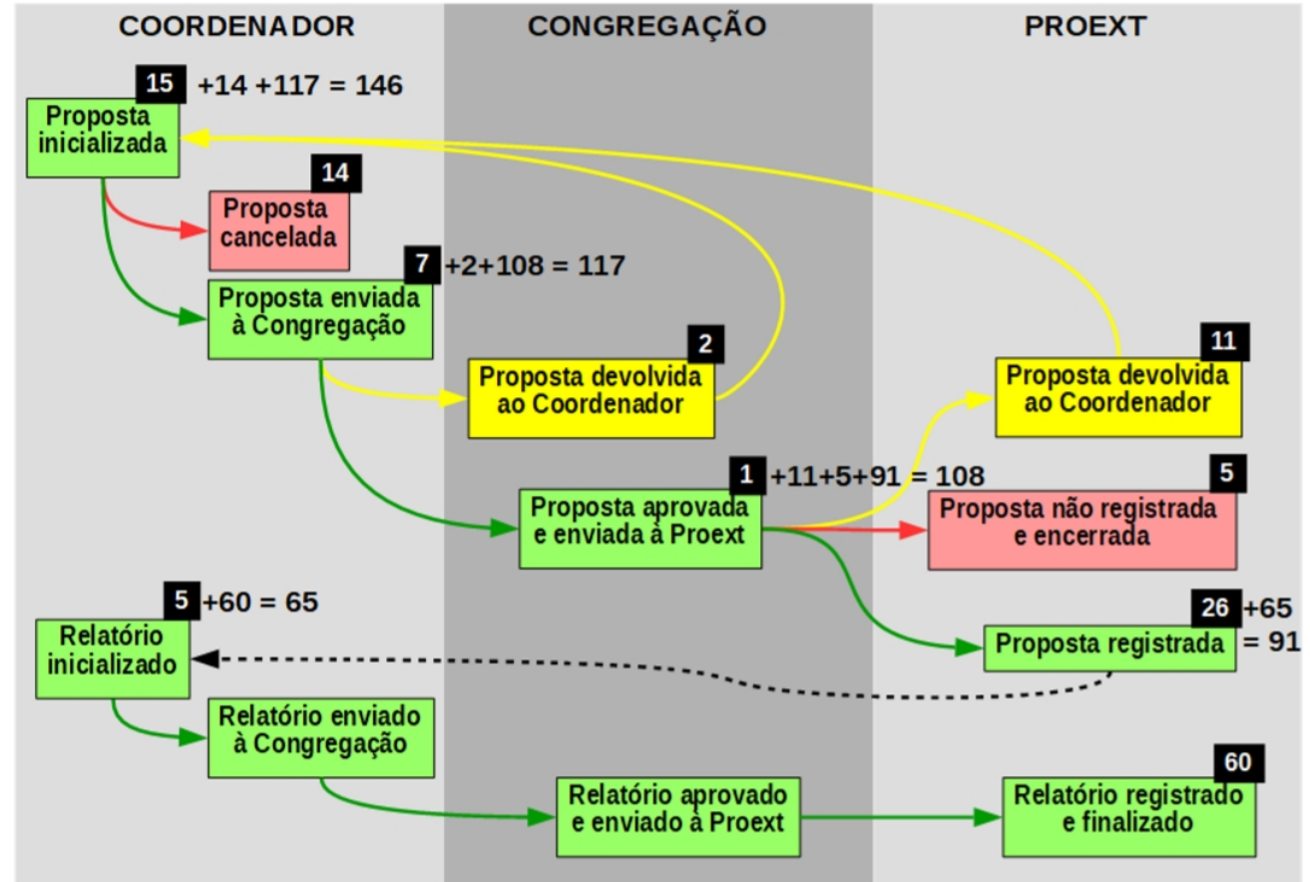 COORDENADOR
CONGREGAÇÃO
PROEXT
15 +14 +117 = 146
Proposta
inicializada
14
Proposta
cancelada
7 +2+108 = 117
Proposta enviada
à Congregação
2
Proposta devolvida
ao Coordenador
11
Proposta devolvida
ao Coordenador
1 +11+5+91 = 108
Proposta aprovada
e enviada à Proext
5
Proposta não registrada
e encerrada
26 +65
= 91
Proposta registrada
5 +60 = 65
Relatório
inicializado
Relatório enviado
à Congregação
Relatório aprovado
e enviado à Proext
60
Relatório registrado
e finalizado